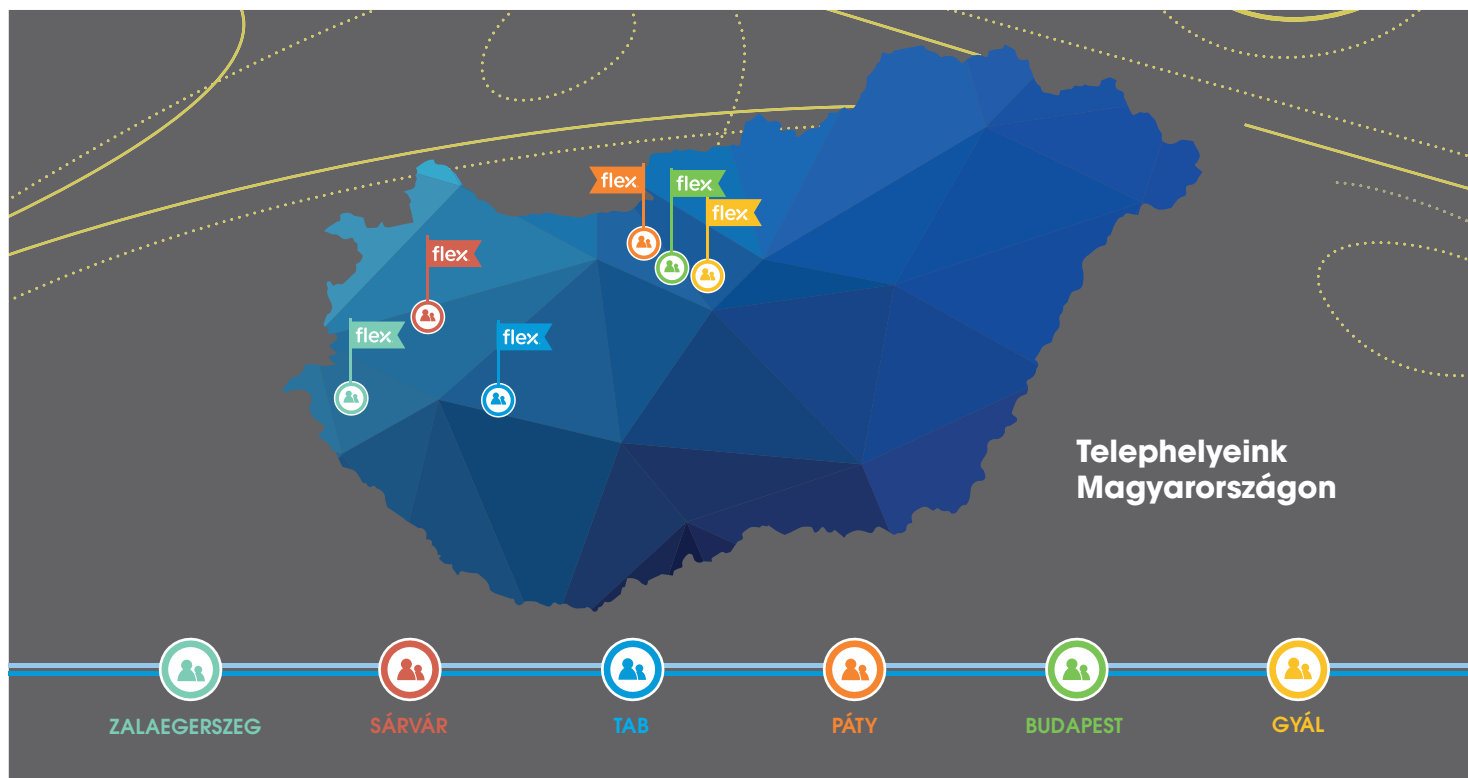 flex
flex
flex
flex
flex
flex
Telephelyeink
Magyarországon
ZALAEGERSZEG
SÁRVÁR
TAB
PÁTY
BUDAPEST
GYÁL